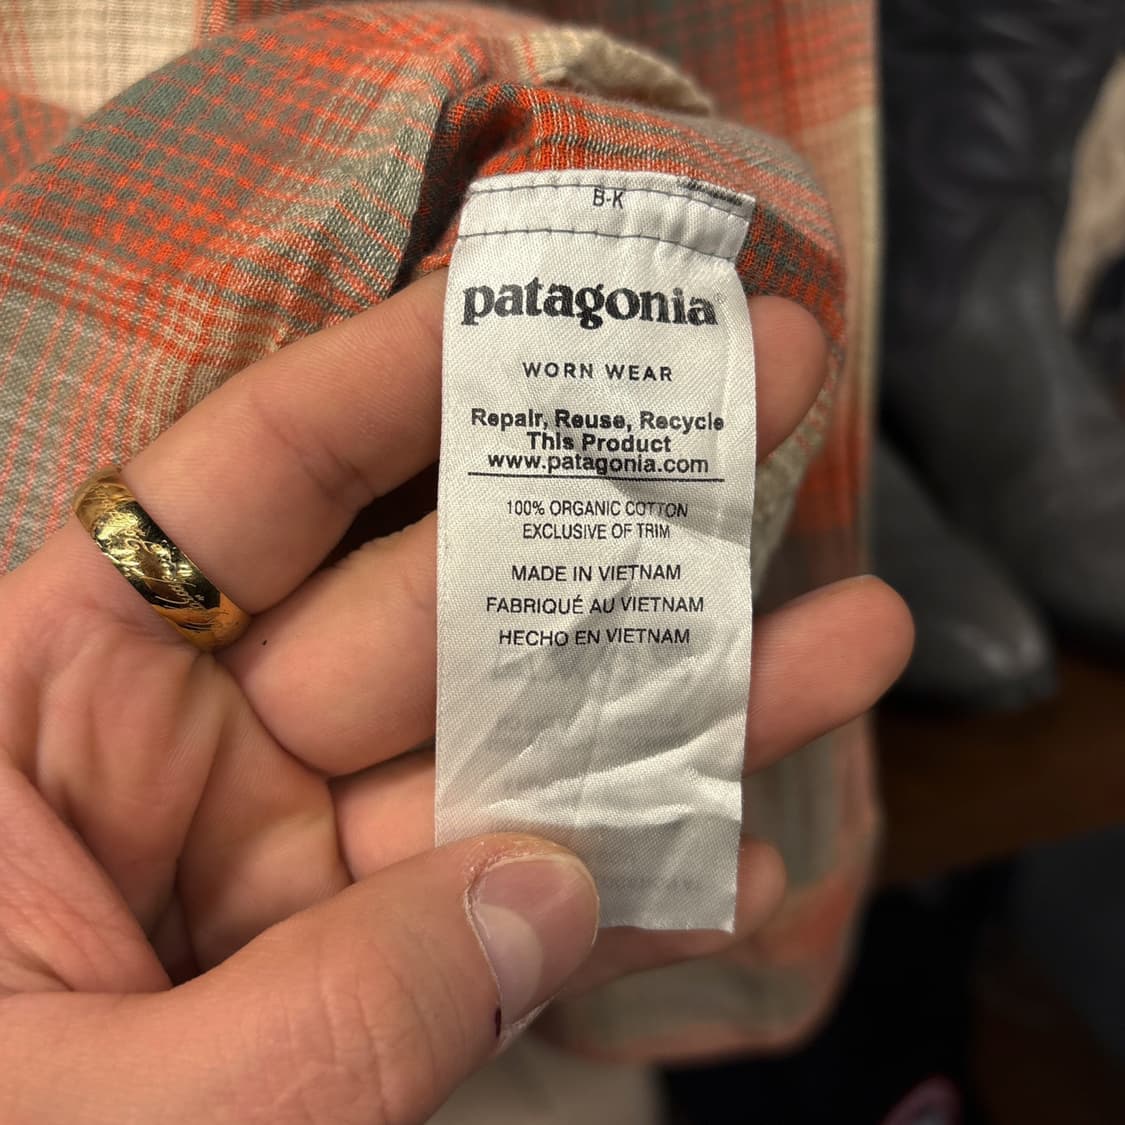 B-K
patagonia®
WORN WEAR
Repair, Reuse, Recycle
This Product
www.patagonia.com
100% ORGANIC COTTON
EXCLUSIVE OF TRIM
MADE IN VIETNAM
FABRIQUÉ AU VIETNAM
HECHO EN VIETNAM